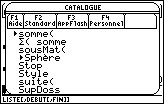 CATALOGUE
F1 Aide
F2 Standard
F3 AppFlash
F4 Personnel
somme(
Σ( somme
sousMat(
▶Sphère
Stop
Style
suite(
SupDoss
LISTE[,DEBUT[,FIN]]